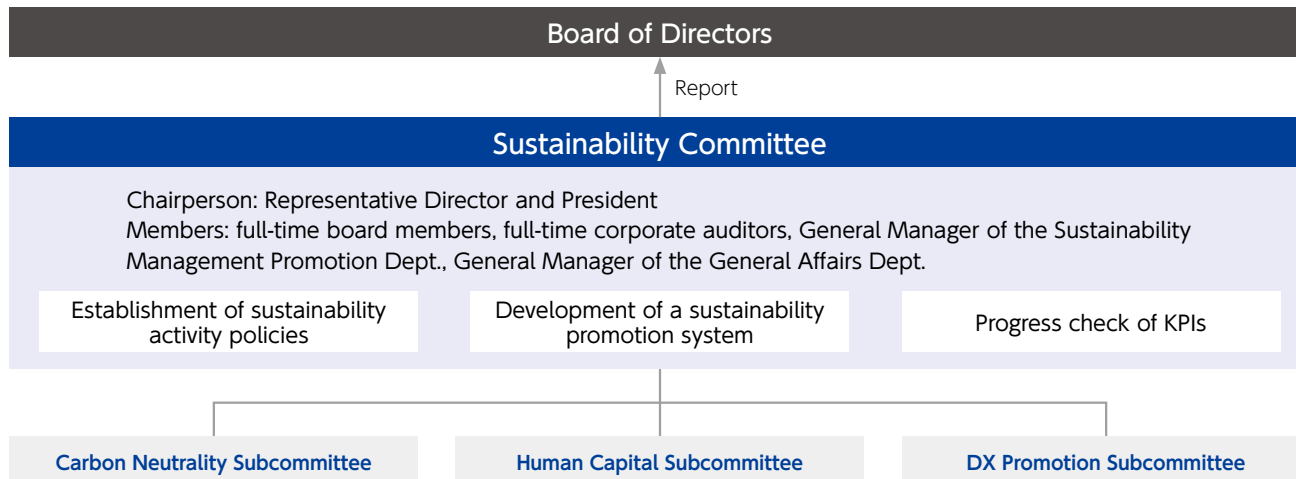 Board of Directors
Report
Sustainability Committee
Chairperson: Representative Director and President
Members: full-time board members, full-time corporate auditors, General Manager of the Sustainability
Management Promotion Dept., General Manager of the General Affairs Dept.
Establishment of sustainability
activity policies
Development of a sustainability
promotion system
Progress check of KPIs
Carbon Neutrality Subcommittee
Human Capital Subcommittee
DX Promotion Subcommittee